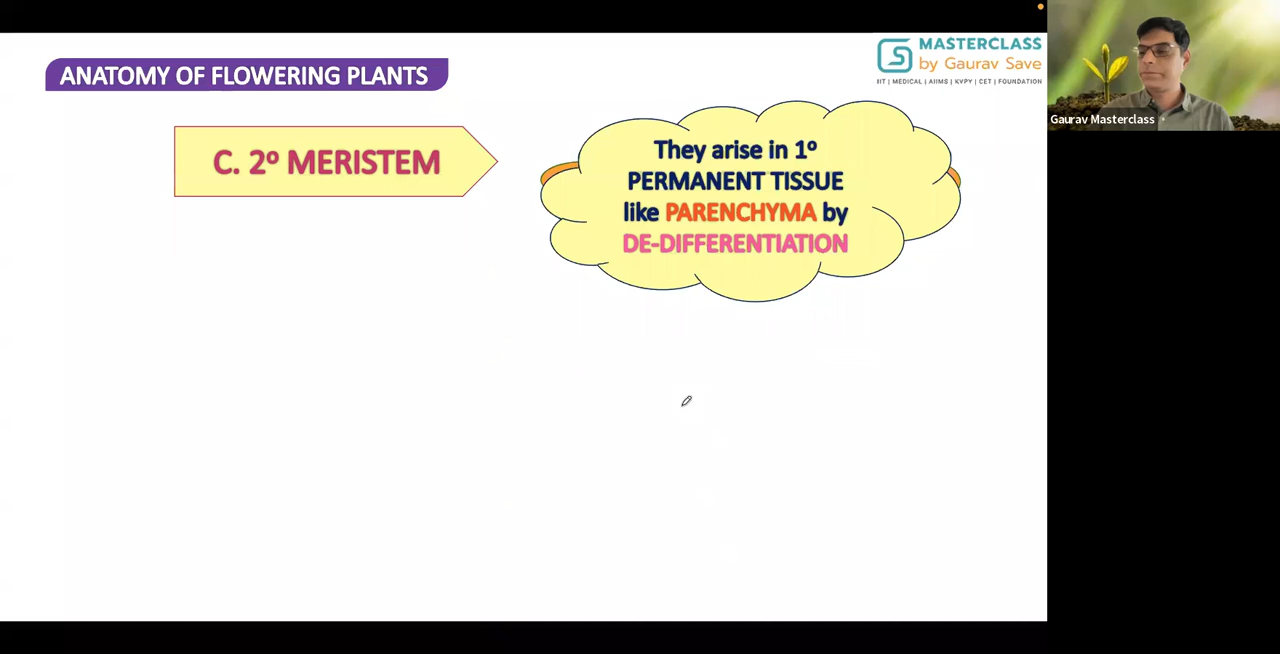 ANATOMY OF FLOWERING PLANTS
MASTERCLASS
by Gaurav Save
IIT | MEDICAL | AIIMS | KVPY | CET | FOUNDATION
Gaurav Masterclass
C. 2º MERISTEM
They arise in 1º
PERMANENT TISSUE
like PARENCHYMA by
DE-DIFFERENTIATION